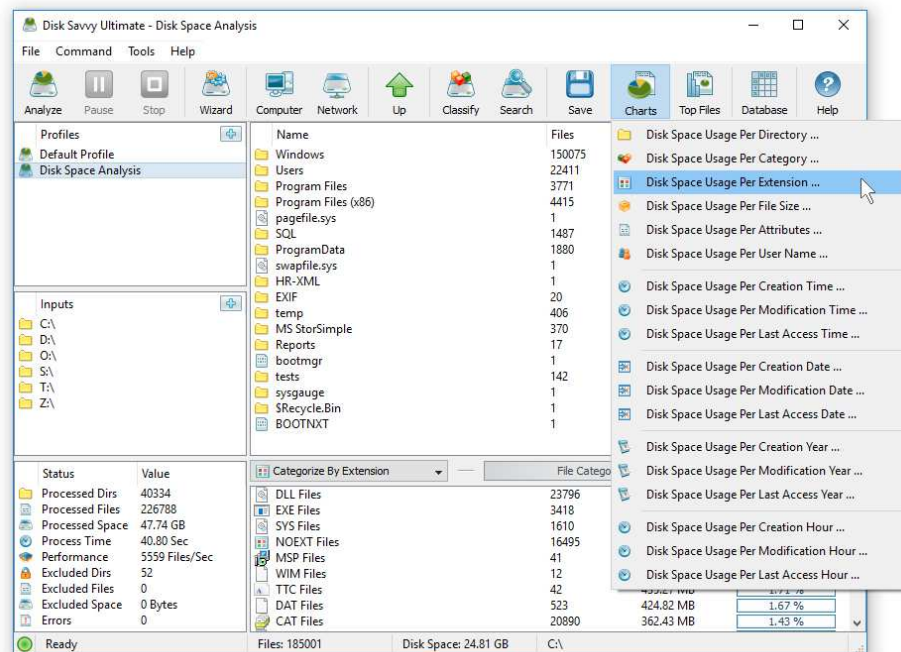 Disk Savvy Ultimate - Disk Space Analysis
File Command Tools Help
Analyze Pause Stop Wizard Computer Network Up Classify Search Save Charts Top Files Database Help
Profiles
Default Profile
Disk Space Analysis
Inputs
C:\
D:\
O:\
S:\
T:\
Z:\
Name Files
Windows 150075
Users 22411
Program Files 3771
Program Files (x86) 4415
pagefile.sys 1
SQL 1487
ProgramData 1880
swapfile.sys 1
HR-XML 1
EXIF 20
temp 406
MS StorSimple 370
Reports 17
bootmgr 1
tests 142
sysgauge 1
$Recycle.Bin 1
BOOTNXT 1
Disk Space Usage Per Directory ...
Disk Space Usage Per Category ...
Disk Space Usage Per Extension ...
Disk Space Usage Per File Size ...
Disk Space Usage Per Attributes ...
Disk Space Usage Per User Name ...
Disk Space Usage Per Creation Time ...
Disk Space Usage Per Modification Time ...
Disk Space Usage Per Last Access Time ...
Disk Space Usage Per Creation Date ...
Disk Space Usage Per Modification Date ...
Disk Space Usage Per Last Access Date ...
Disk Space Usage Per Creation Year ...
Disk Space Usage Per Modification Year ...
Disk Space Usage Per Last Access Year ...
Disk Space Usage Per Creation Hour ...
Disk Space Usage Per Modification Hour ...
Disk Space Usage Per Last Access Hour ...
Status Value
Processed Dirs 40334
Processed Files 226788
Processed Space 47.74 GB
Process Time 40.80 Sec
Performance 5559 Files/Sec
Excluded Dirs 52
Excluded Files 0
Excluded Space 0 Bytes
Errors 0
Categorize By Extension File Catego
DLL Files 23796
EXE Files 3418
SYS Files 1610
NOEXT Files 16495
MSP Files 41
WIM Files 12
TTC Files 42
DAT Files 523 424.82 MB 1.67 %
CAT Files 20890 362.43 MB 1.43 %
Ready Files: 185001 Disk Space: 24.81 GB C:\